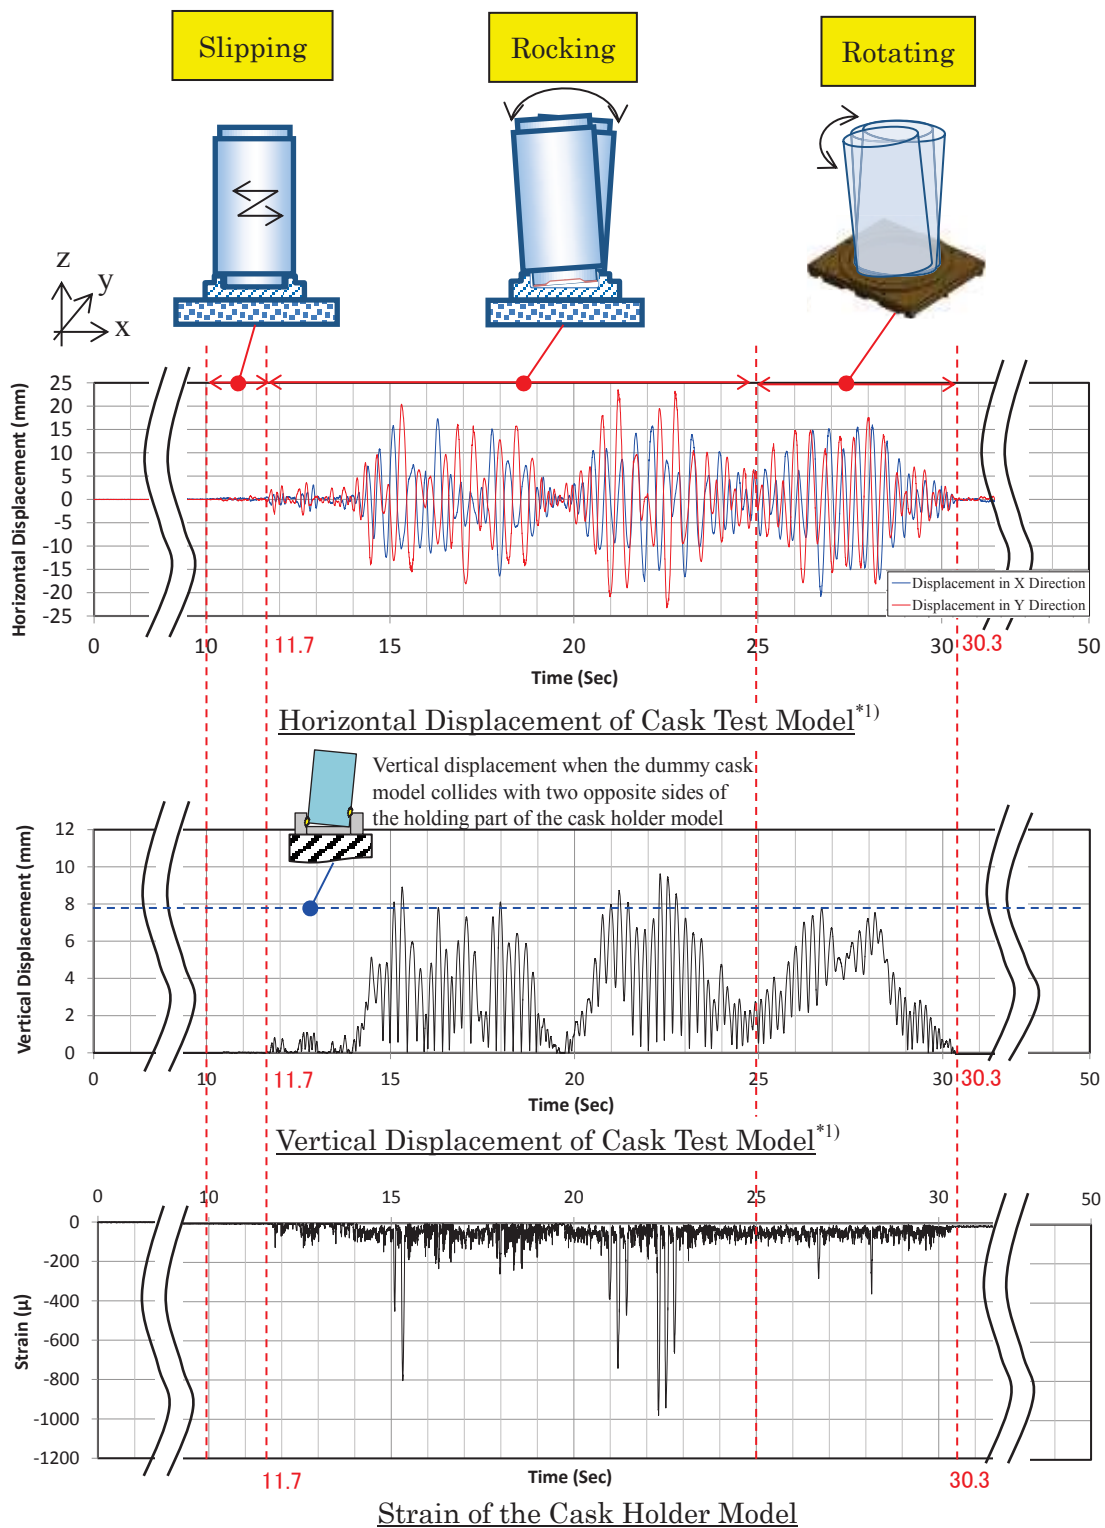 Slipping
Rocking
Rotating
z
y
x
Horizontal Displacement (mm)
25
20
15
10
5
0
-5
-10
-15
-20
-25
Displacement in X Direction
Displacement in Y Direction
0
10
11.7
15
20
25
30
30.3
50
Time (Sec)
Horizontal Displacement of Cask Test Model*1)
Vertical displacement when the dummy cask
model collides with two opposite sides of
the holding part of the cask holder model
Vertical Displacement (mm)
12
10
8
6
4
2
0
0
10
11.7
15
20
25
30
30.3
50
Time (Sec)
Vertical Displacement of Cask Test Model*1)
0
10
15
20
25
30
50
Strain (μ)
0
-200
-400
-600
-800
-1000
-1200
11.7
Time (Sec)
30.3
Strain of the Cask Holder Model